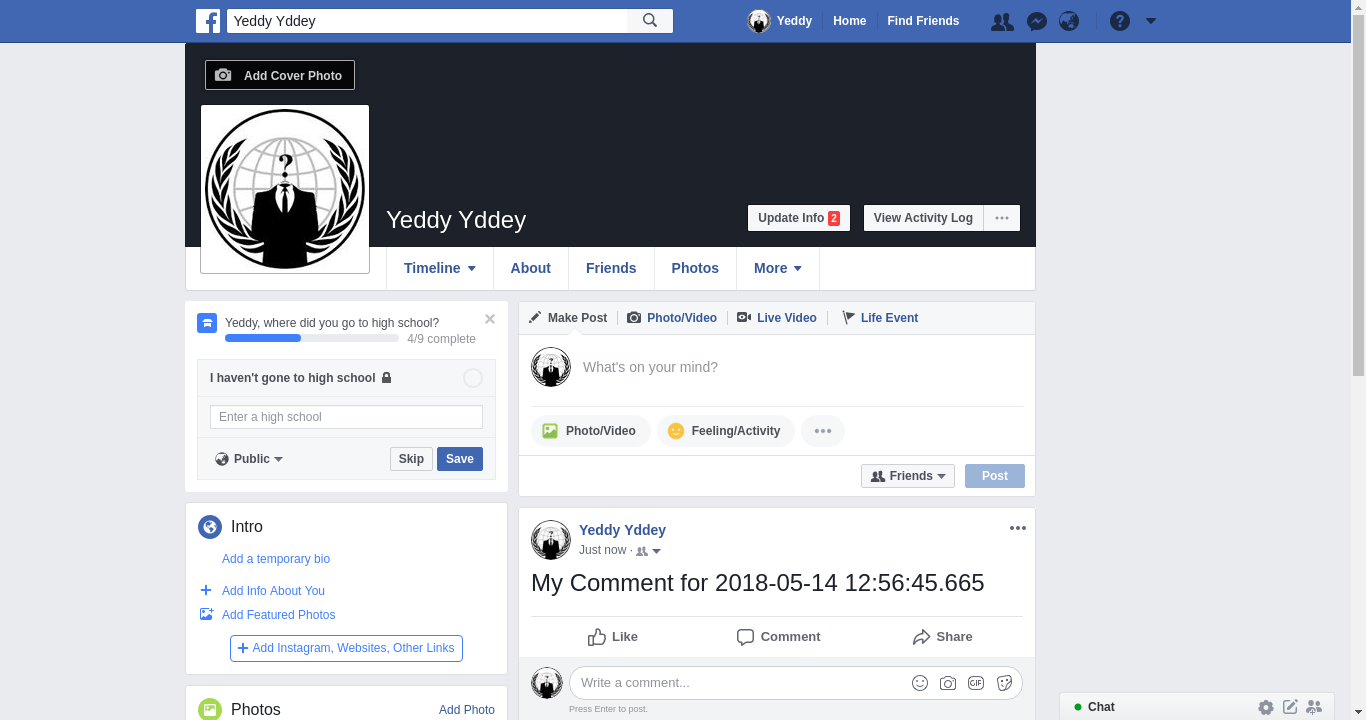 Yeddy Yddey
Yeddy
Home
Find Friends
Add Cover Photo
?
Yeddy Yddey
Update Info 2
View Activity Log
Timeline
About
Friends
Photos
More
Yeddy, where did you go to high school?
4/9 complete
I haven't gone to high school
Enter a high school
Public
Skip
Save
Intro
Add a temporary bio
Add Info About You
Add Featured Photos
Add Instagram, Websites, Other Links
Photos
Add Photo
Make Post
Photo/Video
Live Video
Life Event
What's on your mind?
Photo/Video
Feeling/Activity
Friends
Post
Yeddy Yddey
Just now ·
My Comment for 2018-05-14 12:56:45.665
Like
Comment
Share
Write a comment...
GIF
Press Enter to post.
Chat